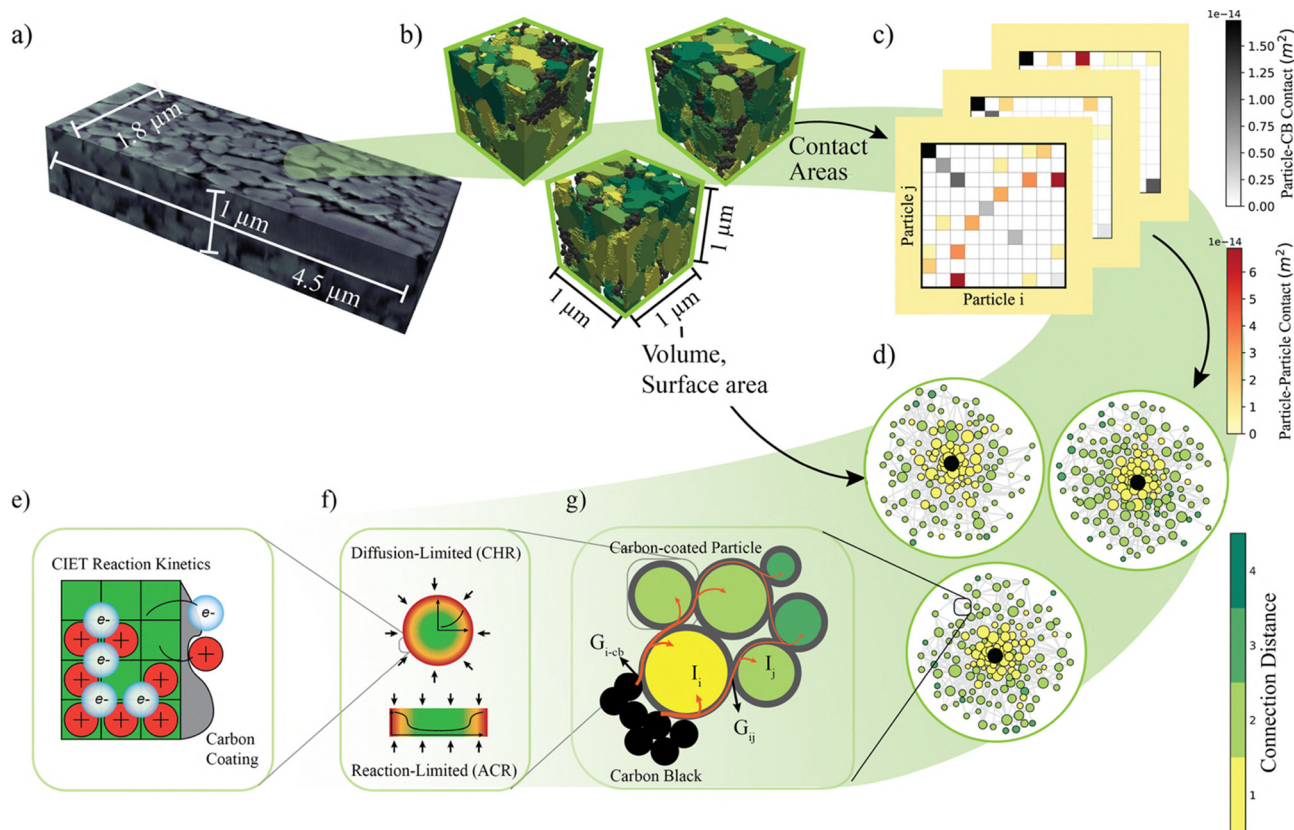 a)
1.8 µm
1 µm
4.5 µm
b)
1 µm
1 µm
1 µm
Contact
Areas
Volume,
Surface area
c)
Particle j
Particle i
1e-14
1.50
1.25
1.00
0.75
0.50
0.25
0.00
Particle-CB Contact (m²)
1e-14
6
5
4
3
2
1
0
Particle-Particle Contact (m²)
d)
4
3
2
1
Connection Distance
e)
CIET Reaction Kinetics
e-
+
+
e-
+
+
e-
e-
+
+
+
Carbon
Coating
f)
Diffusion-Limited (CHR)
Reaction-Limited (ACR)
g)
Carbon-coated Particle
G_{i-cb}
I_i
I_j
G_{ij}
Carbon Black